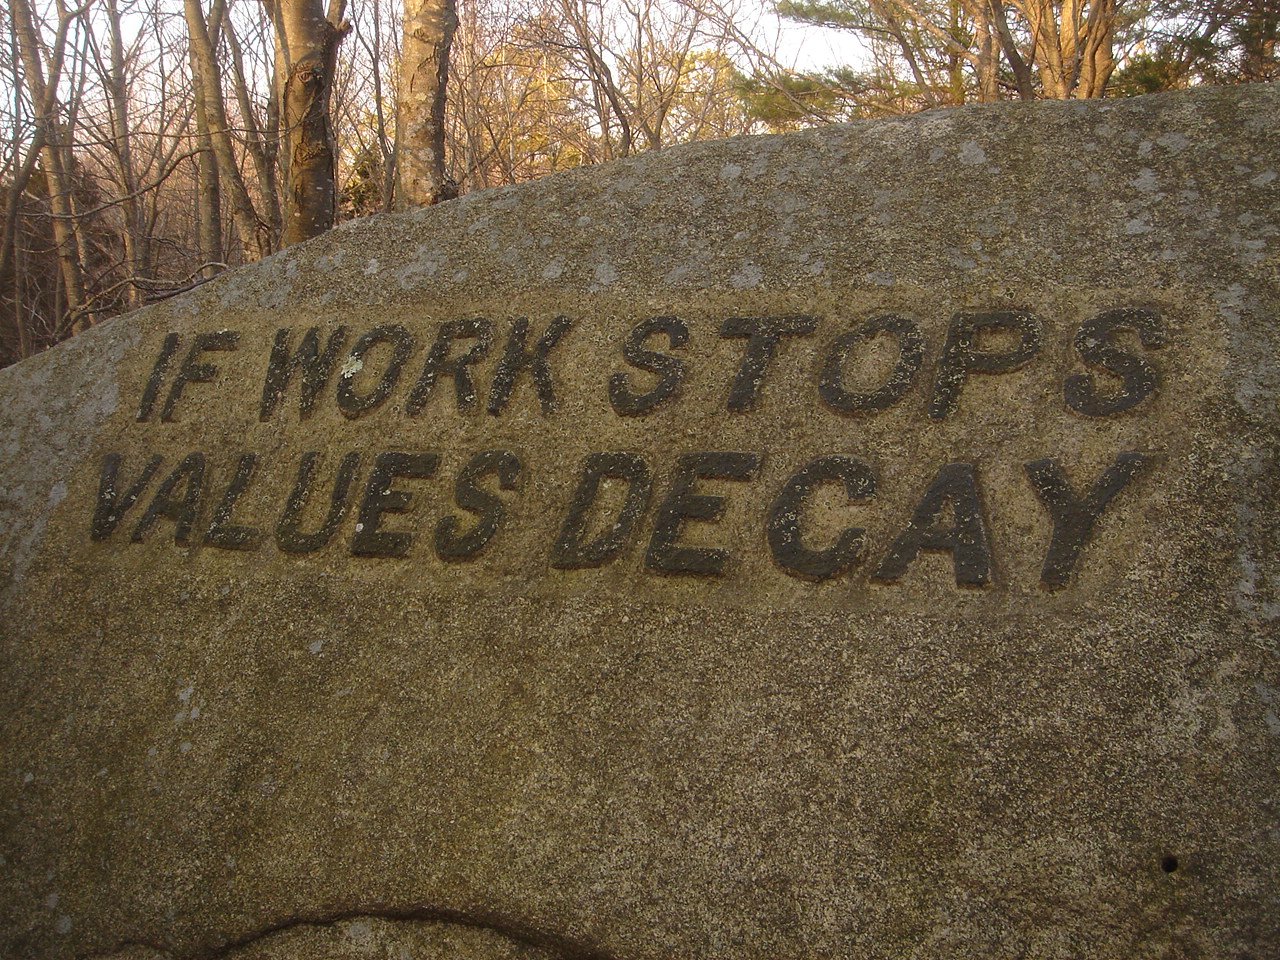 IF WORK STOPS
VALUES DECAY